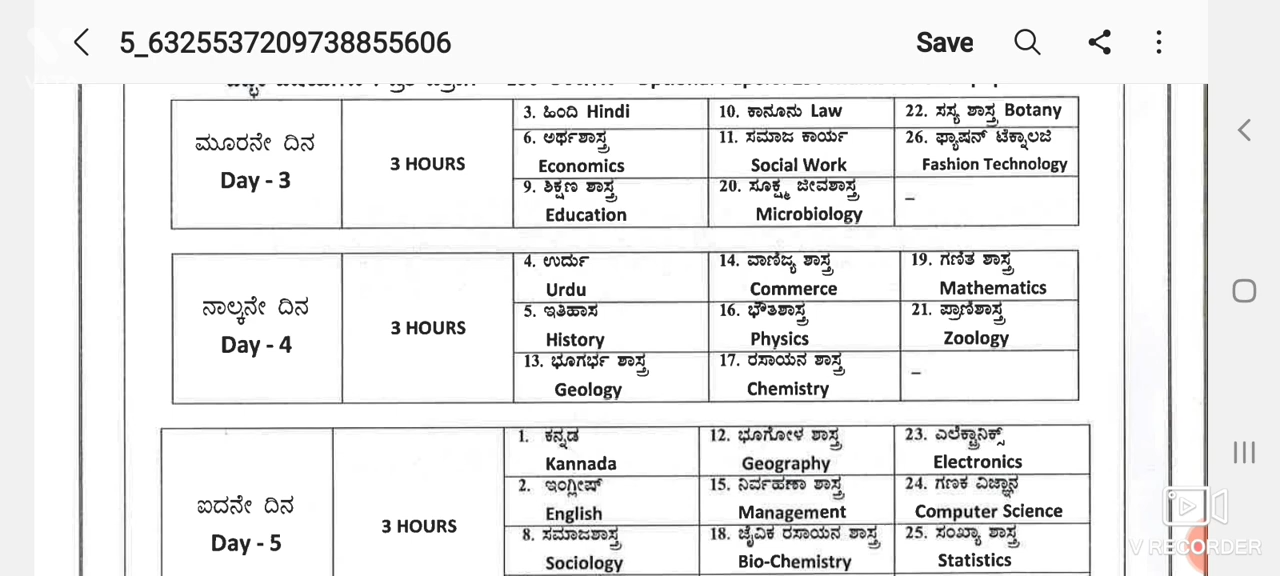 5_6325537209738855606
Save
ಮೂರನೇ ದಿನ
Day - 3
3 HOURS
3. ಹಿಂದಿ Hindi
10. ಕಾನೂನು Law
22. ಸಸ್ಯ ಶಾಸ್ತ್ರ Botany
6. ಅರ್ಥಶಾಸ್ತ್ರ
Economics
11. ಸಮಾಜ ಕಾರ್ಯ
Social Work
26. ಫ್ಯಾಷನ್ ಟೆಕ್ನಾಲಜಿ
Fashion Technology
9. ಶಿಕ್ಷಣ ಶಾಸ್ತ್ರ
Education
20. ಸೂಕ್ಷ್ಮ ಜೀವಶಾಸ್ತ್ರ
Microbiology
–
ನಾಲ್ಕನೇ ದಿನ
Day - 4
3 HOURS
4. ಉರ್ದು
Urdu
14. ವಾಣಿಜ್ಯ ಶಾಸ್ತ್ರ
Commerce
19. ಗಣಿತ ಶಾಸ್ತ್ರ
Mathematics
5. ಇತಿಹಾಸ
History
16. ಭೌತಿಶಾಸ್ತ್ರ
Physics
21. ಪ್ರಾಣಿಶಾಸ್ತ್ರ
Zoology
13. ಭೂಗರ್ಭ ಶಾಸ್ತ್ರ
Geology
17. ರಸಾಯನ ಶಾಸ್ತ್ರ
Chemistry
–
ಐದನೇ ದಿನ
Day - 5
3 HOURS
1. ಕನ್ನಡ
Kannada
12. ಭೂಗೋಳ ಶಾಸ್ತ್ರ
Geography
23. ಎಲೆಕ್ಟ್ರಾನಿಕ್ಸ್
Electronics
2. ಇಂಗ್ಲೀಷ್
English
15. ನಿರ್ವಹಣಾ ಶಾಸ್ತ್ರ
Management
24. ಗಣಕ ವಿಜ್ಞಾನ
Computer Science
8. ಸಮಾಜಶಾಸ್ತ್ರ
Sociology
18. ಜೈವಿಕ ರಸಾಯನ ಶಾಸ್ತ್ರ
Bio-Chemistry
25. ಸಂಖ್ಯಾ ಶಾಸ್ತ್ರ
Statistics
V RECORDER